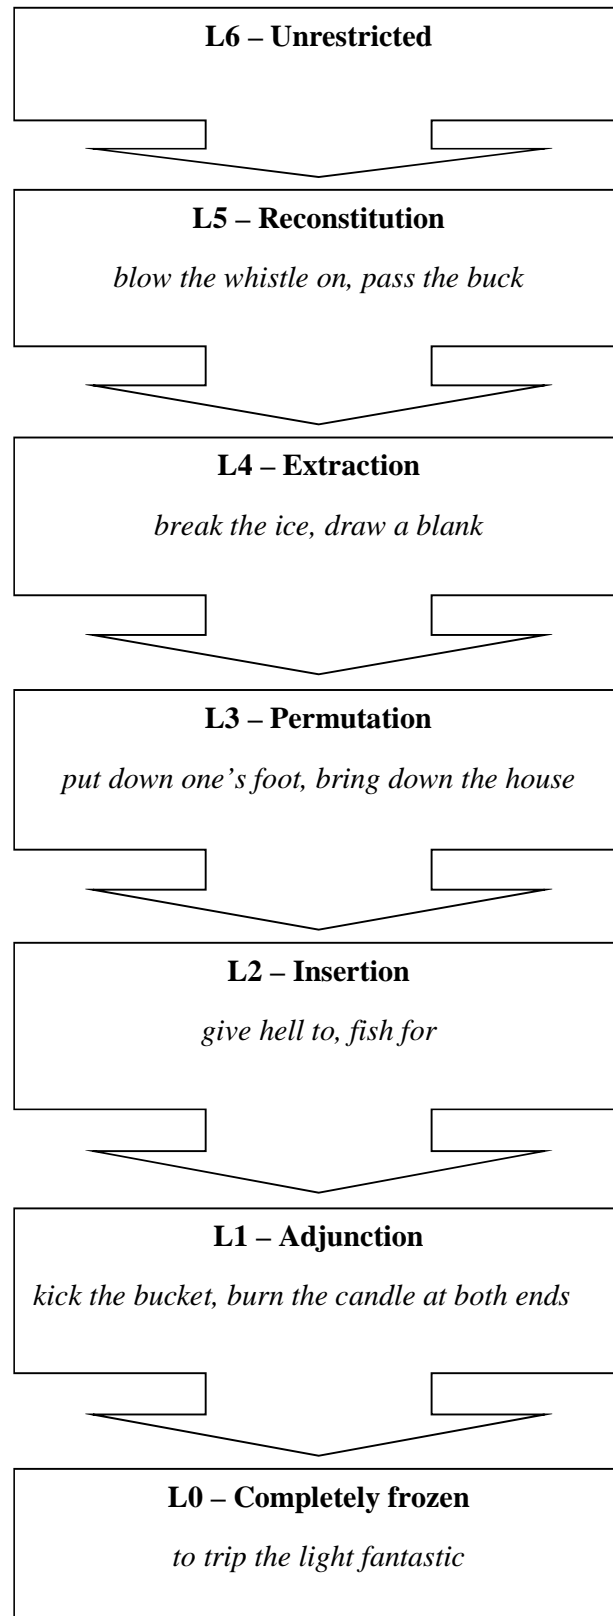 L6 – Unrestricted
L5 – Reconstitution
blow the whistle on, pass the buck
L4 – Extraction
break the ice, draw a blank
L3 – Permutation
put down one’s foot, bring down the house
L2 – Insertion
give hell to, fish for
L1 – Adjunction
kick the bucket, burn the candle at both ends
L0 – Completely frozen
to trip the light fantastic